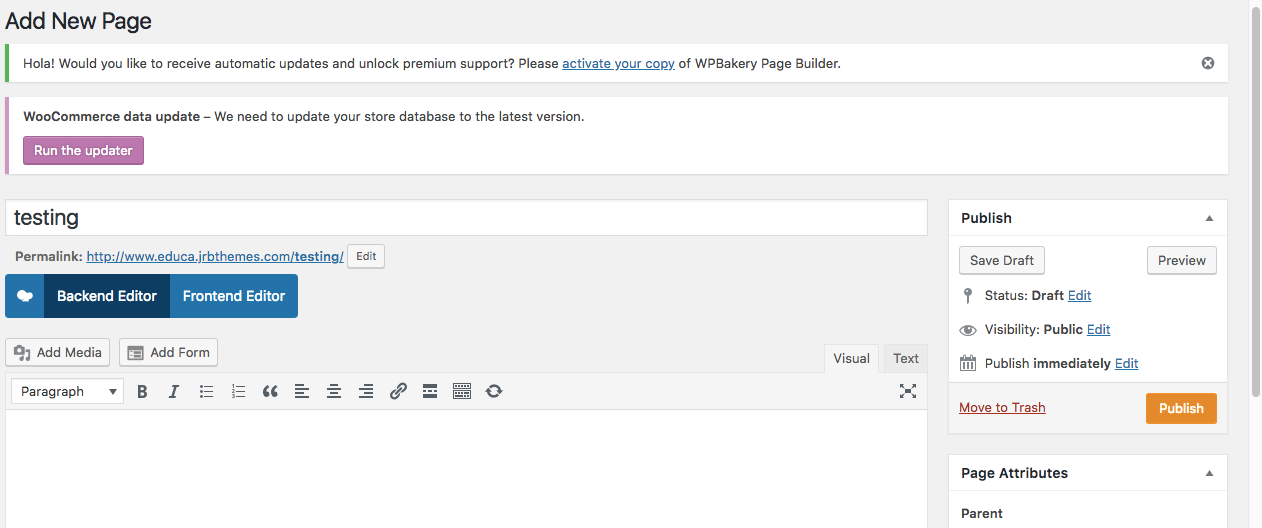 Add New Page
Hola! Would you like to receive automatic updates and unlock premium support? Please activate your copy of WPBakery Page Builder.
WooCommerce data update – We need to update your store database to the latest version.
Run the updater
testing
Permalink: http://www.educa.jrbthemes.com/testing/ Edit
Backend Editor Frontend Editor
Add Media Add Form
Visual Text
Paragraph
Publish
Save Draft Preview
Status: Draft Edit
Visibility: Public Edit
Publish immediately Edit
Move to Trash Publish
Page Attributes
Parent